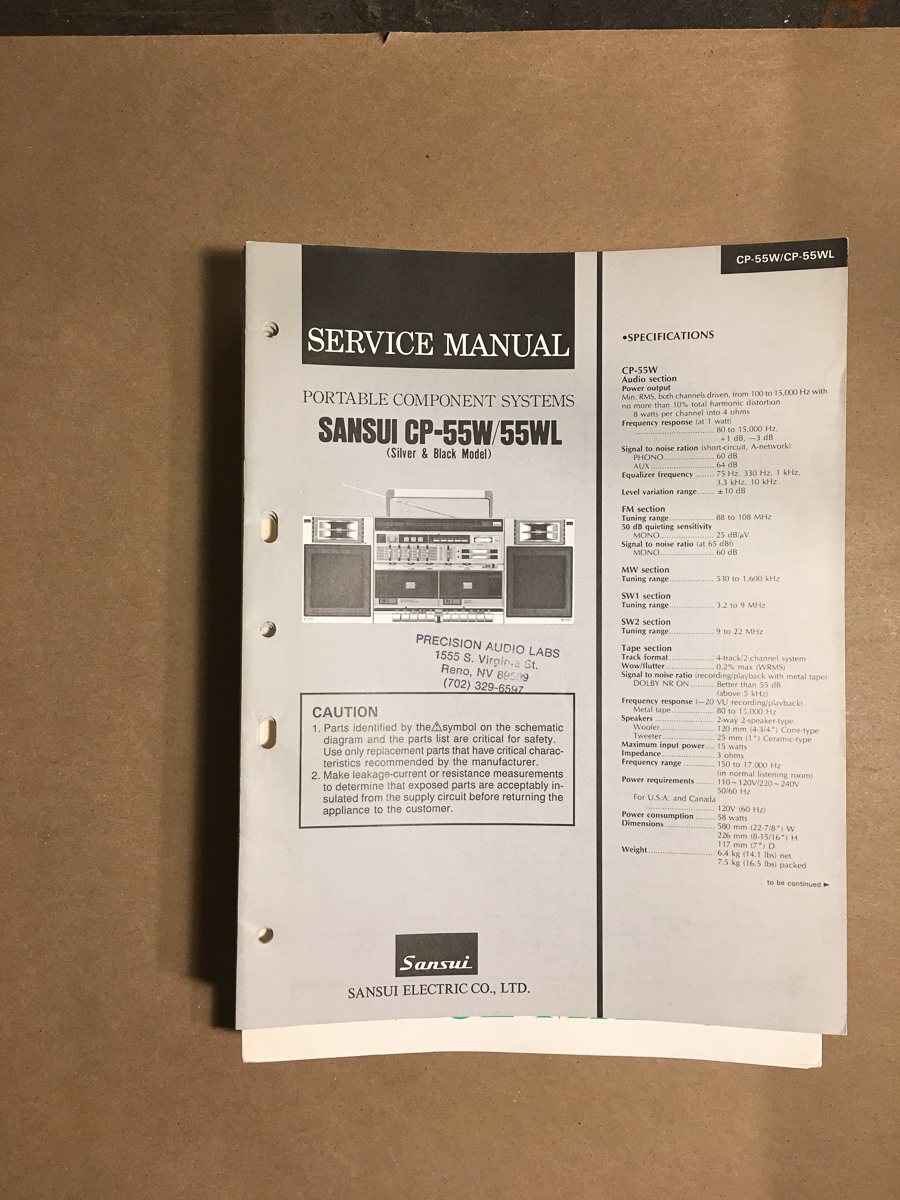 CP-55W/CP-55WL
SERVICE MANUAL
PORTABLE COMPONENT SYSTEMS
SANSUI CP-55W/55WL
(Silver & Black Model)
PRECISION AUDIO LABS
1555 S. Virginia St.
Reno, NV
(702) 329-6597
CAUTION
1. Parts identified by the ⚠ symbol on the schematic
diagram and the parts list are critical for safety.
Use only replacement parts that have critical charac-
teristics recommended by the manufacturer.
2. Make leakage-current or resistance measurements
to determine that exposed parts are acceptably in-
sulated from the supply circuit before returning the
appliance to the customer.
Sansui
SANSUI ELECTRIC CO., LTD.
•SPECIFICATIONS
CP-55W
Audio section
Power output
Min. RMS, both channels driven, from 100 to 15,000 Hz with
no more than 10% total harmonic distortion
8 watts per channel into 4 ohms
Frequency response (at 1 watt)
........................... 80 to 15,000 Hz,
+1 dB, −3 dB
Signal to noise ration (short-circuit, A-network)
PHONO................. 60 dB
AUX..................... 64 dB
Equalizer frequency ...... 75 Hz, 330 Hz, 1 kHz,
3.3 kHz, 10 kHz
Level variation range...... ±10 dB
FM section
Tuning range............... 88 to 108 MHz
50 dB quieting sensitivity
MONO.................. 25 dB/μV
Signal to noise ratio (at 65 dBf)
MONO.................. 60 dB
MW section
Tuning range............... 530 to 1,600 kHz
SW1 section
Tuning range............... 3.2 to 9 MHz
SW2 section
Tuning range............... 9 to 22 MHz
Tape section
Track format................ 4-track/2-channel system
Wow/flutter................ 0.2% max (WRMS)
Signal to noise ratio (recording/playback with metal tape)
DOLBY NR ON......... Better than 55 dB
(above 5 kHz)
Frequency response (−20 VU recording/playback)
Metal tape.............. 80 to 15,000 Hz
Speakers .................... 2-way 2-speaker-type
Woofer.................. 120 mm (4-3/4") Cone-type
Tweeter................. 25 mm (1") Ceramic-type
Maximum input power.... 15 watts
Impedance.................. 3 ohms
Frequency range .......... 150 to 17,000 Hz
(in normal listening room)
Power requirements ...... 110~120V/220~240V
50/60 Hz
For U.S.A. and Canada
....................... 120V (60 Hz)
Power consumption ...... 58 watts
Dimensions................. 580 mm (22-7/8") W
226 mm (8-15/16") H
117 mm (7") D
Weight...................... 6.4 kg (14.1 lbs) net
7.5 kg (16.5 lbs) packed
to be continued ►